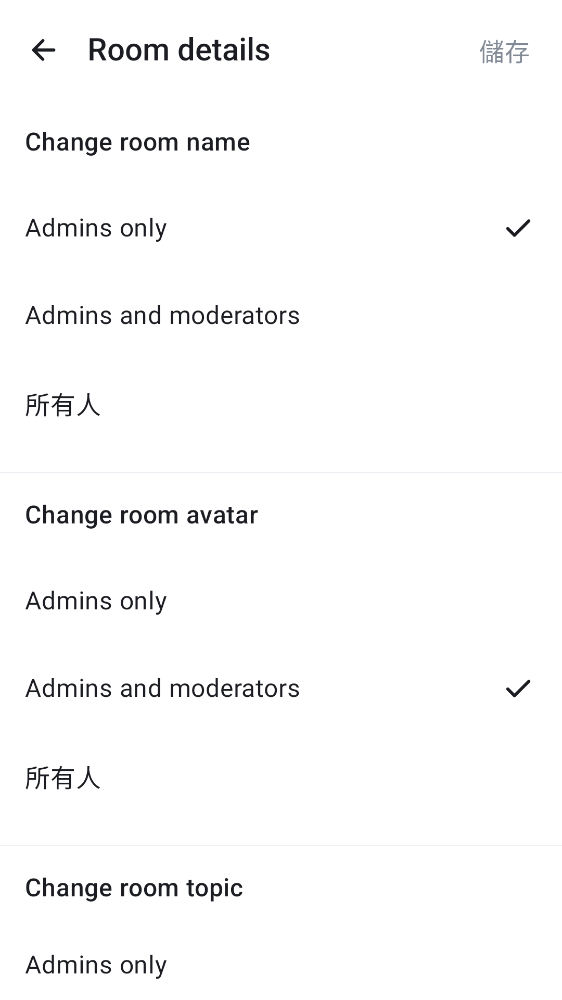 Room details
儲存
Change room name
Admins only
Admins and moderators
所有人
Change room avatar
Admins only
Admins and moderators
所有人
Change room topic
Admins only